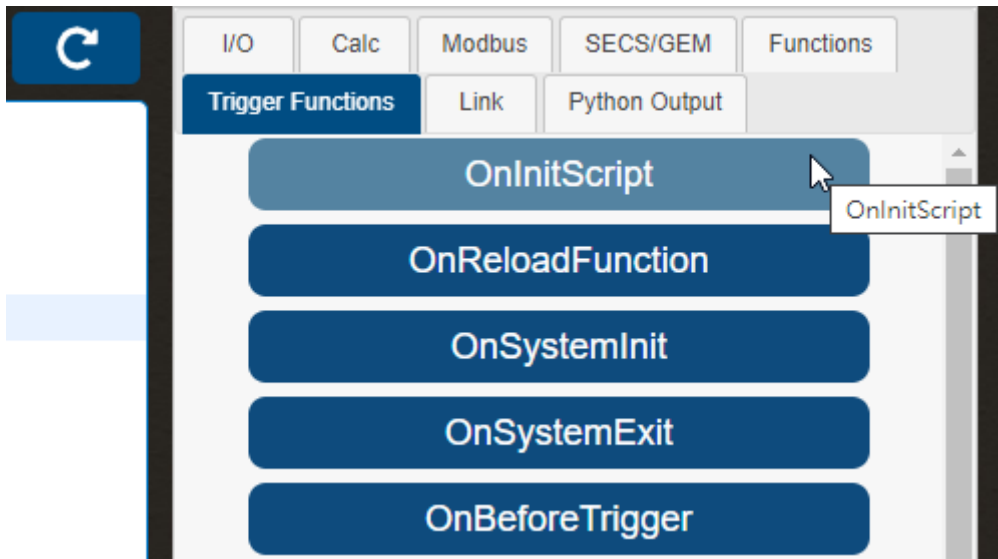 I/O Calc Modbus SECS/GEM Functions
Trigger Functions Link Python Output
OnInitScript
OnInitScript
OnReloadFunction
OnSystemInit
OnSystemExit
OnBeforeTrigger